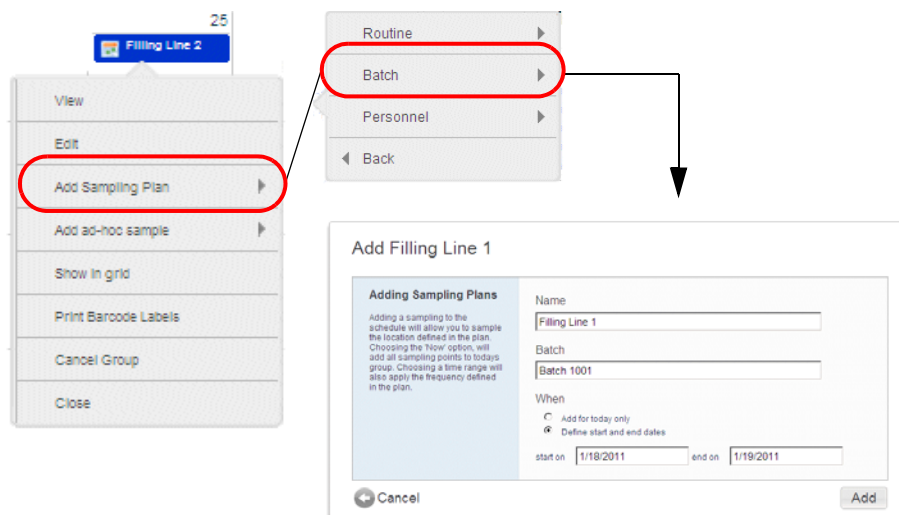 25
Filling Line 2
View
Edit
Add Sampling Plan
Add ad-hoc sample
Show in grid
Print Barcode Labels
Cancel Group
Close
Routine
Batch
Personnel
Back
Add Filling Line 1
Adding Sampling Plans
Adding a sampling to the
schedule will allow you to sample
the location defined in the plan.
Choosing the 'Now' option, will
add all sampling points to todays
group. Choosing a time range will
also apply the frequency defined
in the plan.
Name
Filling Line 1
Batch
Batch 1001
When
Add for today only
Define start and end dates
start on 1/18/2011 end on 1/19/2011
Cancel Add